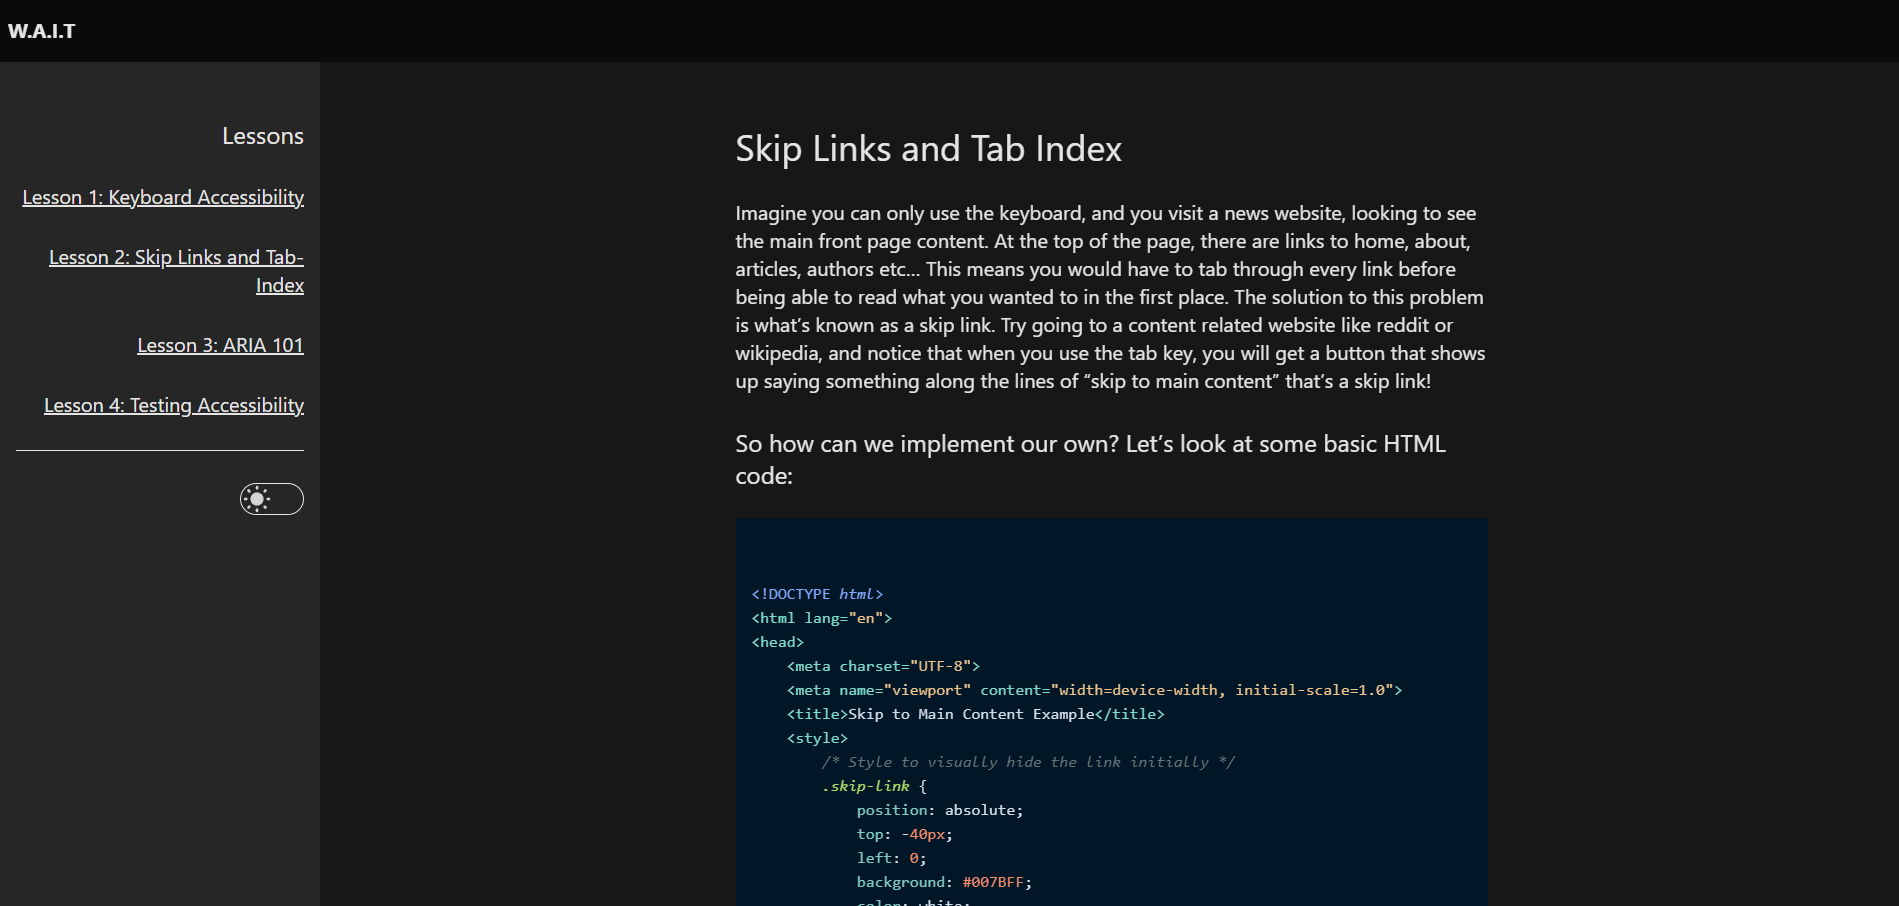 W.A.I.T
Lessons
Lesson 1: Keyboard Accessibility
Lesson 2: Skip Links and Tab-
Index
Lesson 3: ARIA 101
Lesson 4: Testing Accessibility
Skip Links and Tab Index
Imagine you can only use the keyboard, and you visit a news website, looking to see
the main front page content. At the top of the page, there are links to home, about,
articles, authors etc... This means you would have to tab through every link before
being able to read what you wanted to in the first place. The solution to this problem
is what’s known as a skip link. Try going to a content related website like reddit or
wikipedia, and notice that when you use the tab key, you will get a button that shows
up saying something along the lines of “skip to main content” that’s a skip link!
So how can we implement our own? Let’s look at some basic HTML
code:
<!DOCTYPE html>
<html lang="en">
<head>
<meta charset="UTF-8">
<meta name="viewport" content="width=device-width, initial-scale=1.0">
<title>Skip to Main Content Example</title>
<style>
/* Style to visually hide the link initially */
.skip-link {
position: absolute;
top: -40px;
left: 0;
background: #007BFF;
color: white;